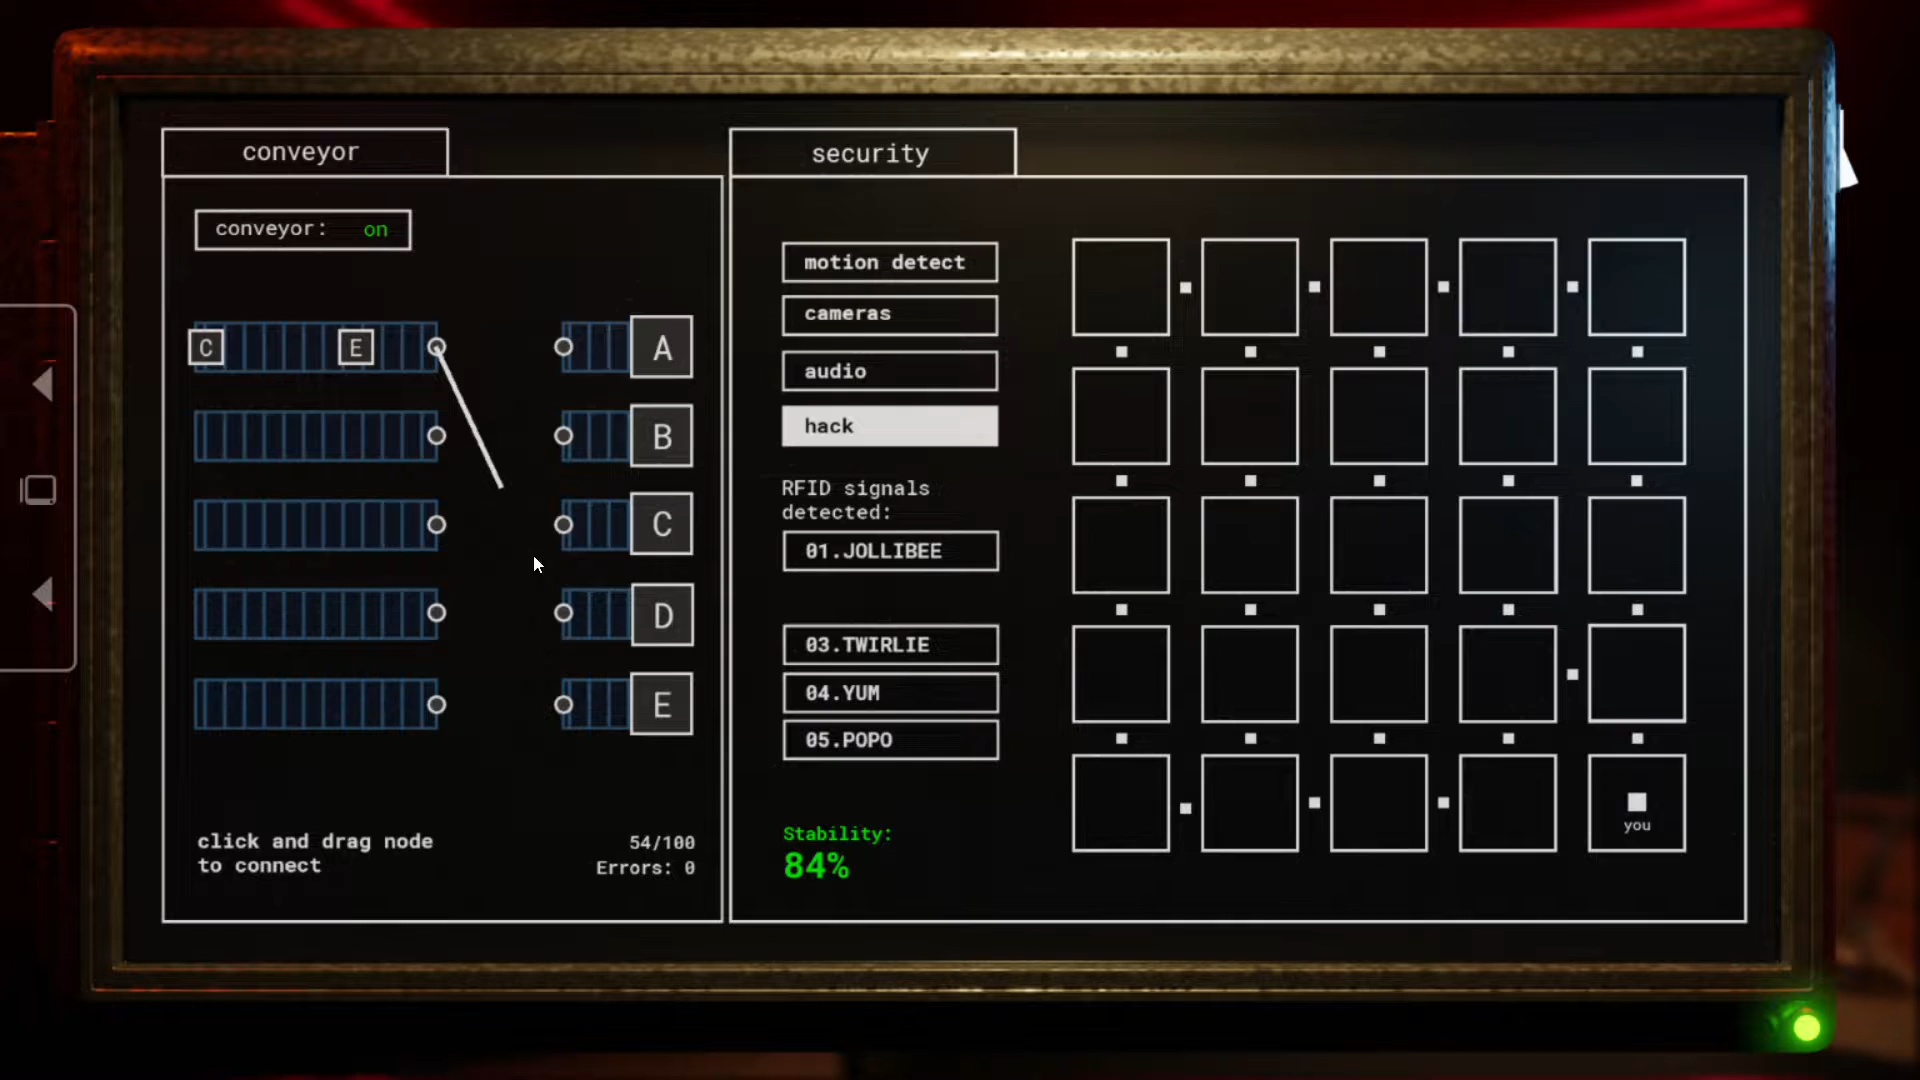 conveyor
conveyor: on
C
E
A
B
C
D
E
click and drag node
to connect
54/100
Errors: 0
security
motion detect
cameras
audio
hack
RFID signals
detected:
01.JOLLIBEE
03.TWIRLIE
04.YUM
05.POPO
Stability:
84%
you